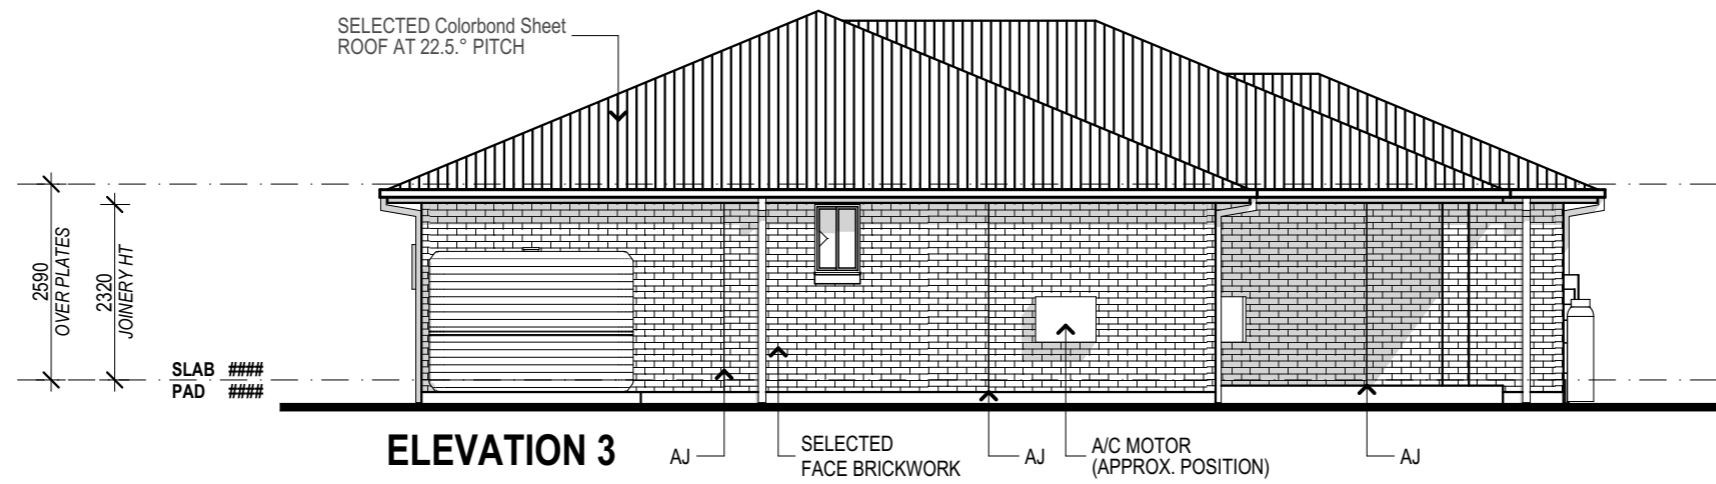 SELECTED Colorbond Sheet
ROOF AT 22.5.° PITCH
2590
OVER PLATES
2320
JOINERY HT
SLAB ####
PAD ####
ELEVATION 3
AJ
SELECTED
FACE BRICKWORK
AJ
A/C MOTOR
(APPROX. POSITION)
AJ